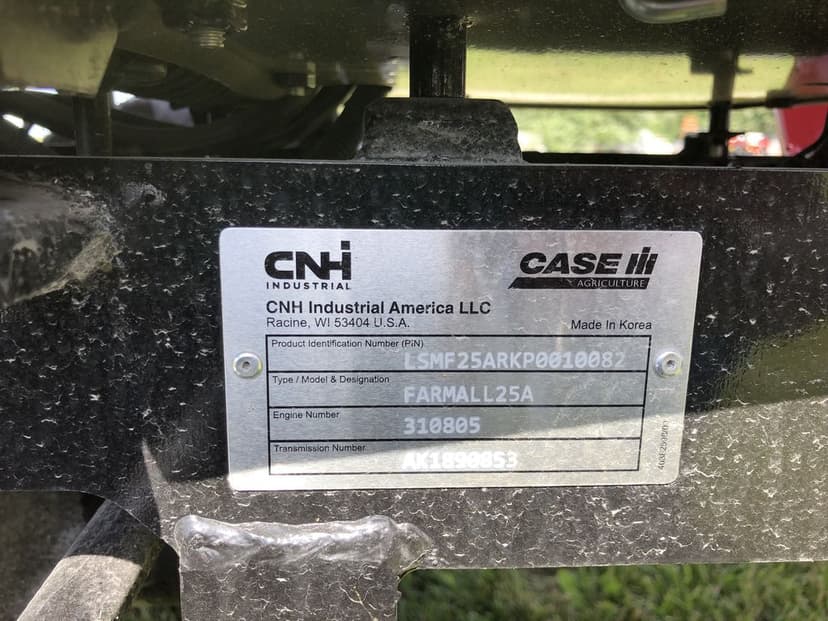 CNH
INDUSTRIAL
CASE IH
AGRICULTURE
CNH Industrial America LLC
Racine, WI 53404 U.S.A.
Made in Korea
Product Identification Number (PIN)
LSMF25ARKP0010082
Type / Model & Designation
FARMALL25A
Engine Number
310805
Transmission Number
AK1890853